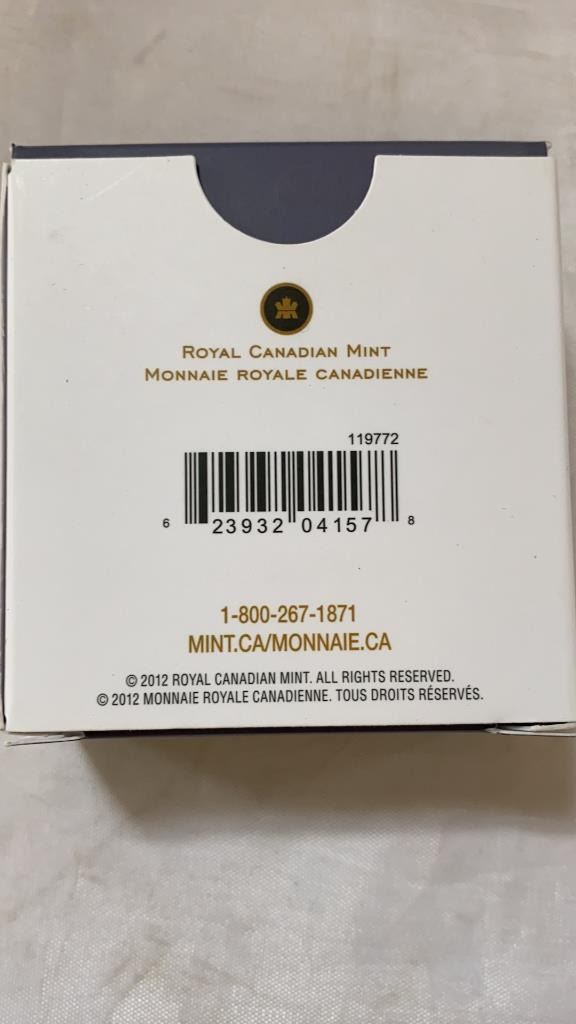 ROYAL CANADIAN MINT
MONNAIE ROYALE CANADIENNE
119772
6 23932 04157 8
1-800-267-1871
MINT.CA/MONNAIE.CA
© 2012 ROYAL CANADIAN MINT. ALL RIGHTS RESERVED.
© 2012 MONNAIE ROYALE CANADIENNE. TOUS DROITS RÉSERVÉS.